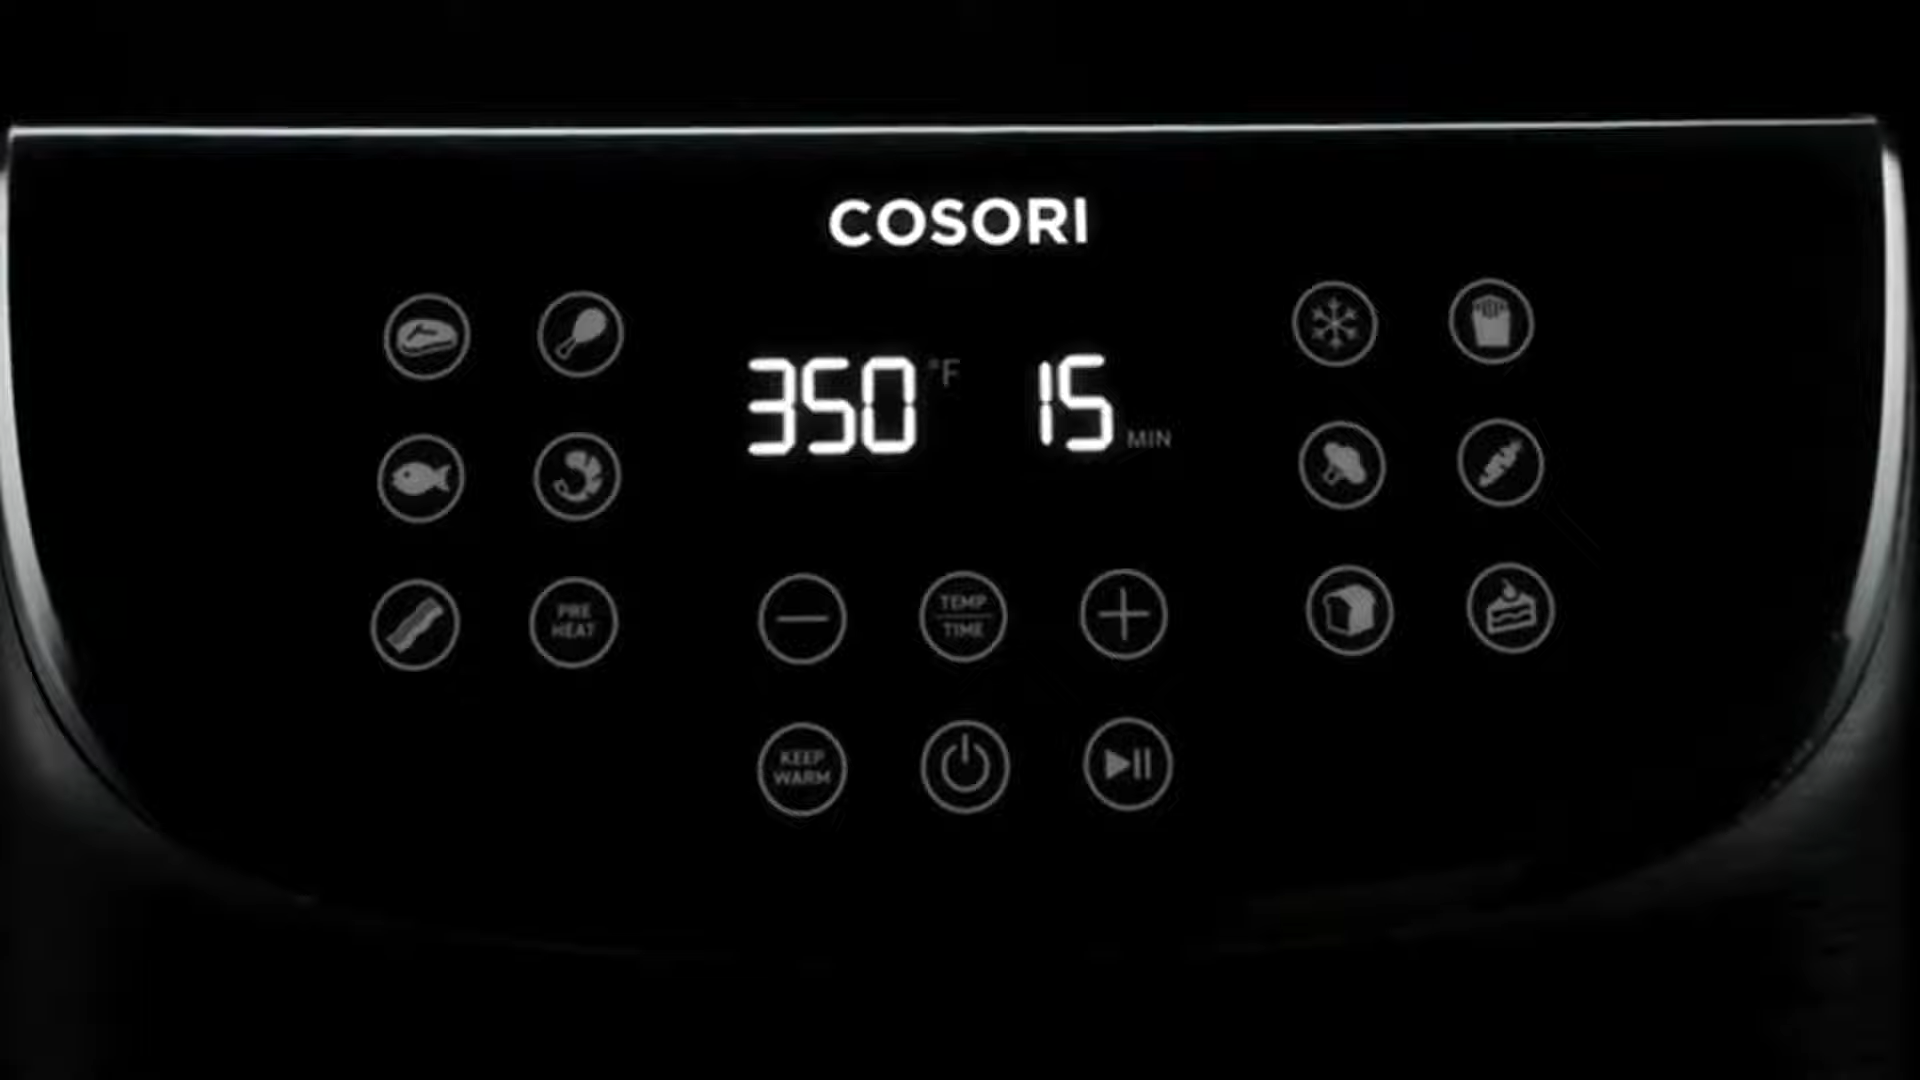 COSORI
350 °F 15 MIN
PRE
HEAT
TEMP
TIME
KEEP
WARM